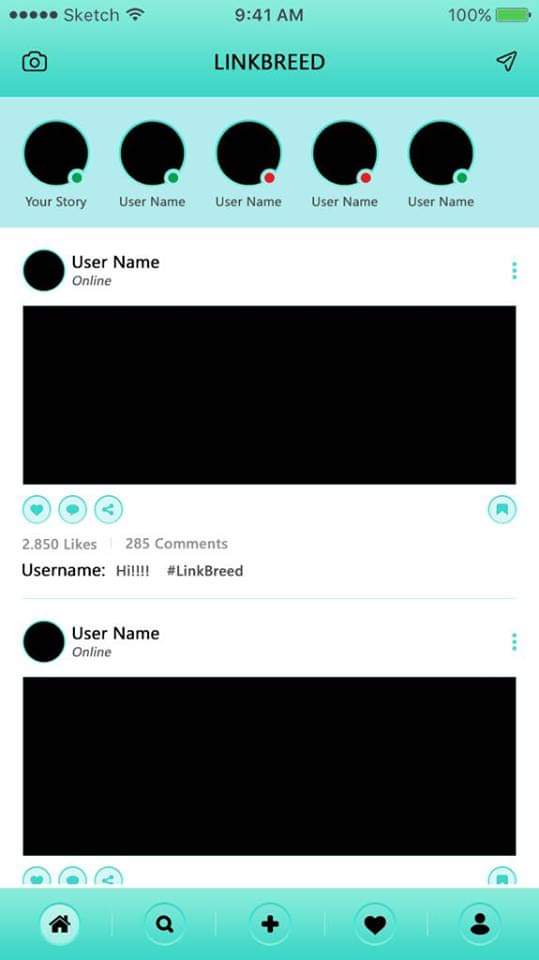 Sketch 9:41 AM 100%
LINKBREED
Your Story User Name User Name User Name User Name
User Name
Online
2.850 Likes 285 Comments
Username: Hi!!!! #LinkBreed
User Name
Online